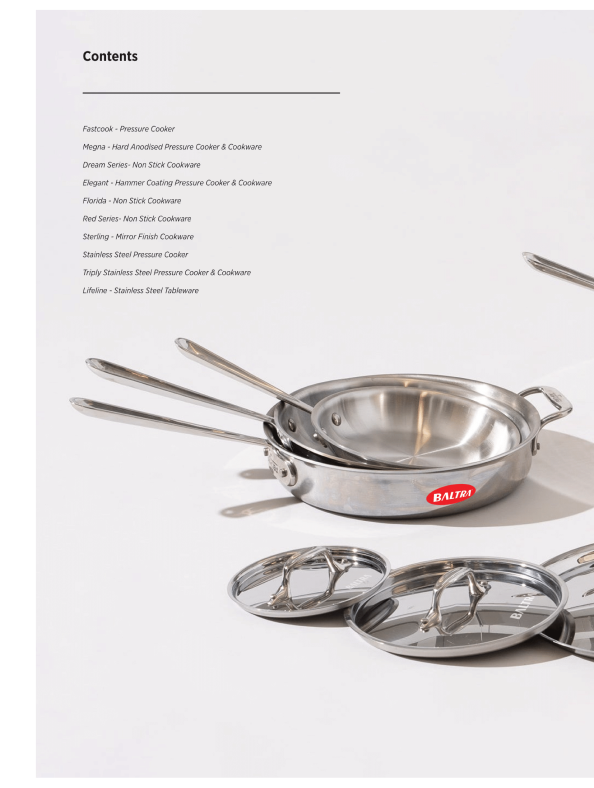 Contents
Fastcook - Pressure Cooker
Megna - Hard Anodised Pressure Cooker & Cookware
Dream Series- Non Stick Cookware
Elegant - Hammer Coating Pressure Cooker & Cookware
Florida - Non Stick Cookware
Red Series- Non Stick Cookware
Sterling - Mirror Finish Cookware
Stainless Steel Pressure Cooker
Triply Stainless Steel Pressure Cooker & Cookware
Lifeline - Stainless Steel Tableware
BALTRA
BALTRA